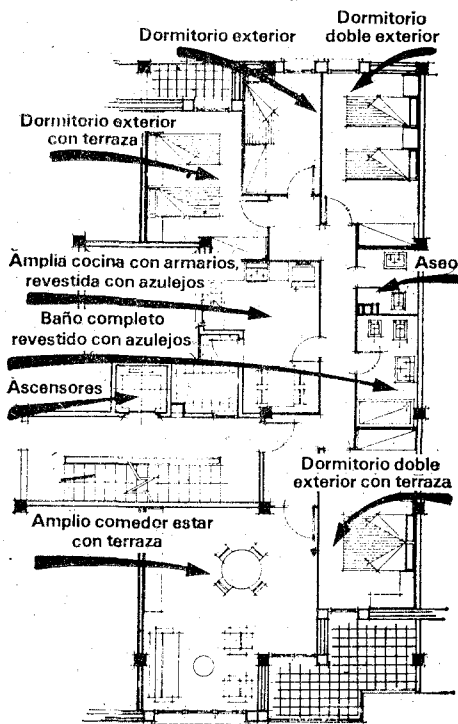 Dormitorio
doble exterior
Dormitorio exterior
Dormitorio exterior
con terraza
Amplia cocina con armarios,
revestida con azulejos
Aseo
Baño completo
revestido con azulejos
Ascensores
Dormitorio doble
exterior con terraza
Amplio comedor estar
con terraza